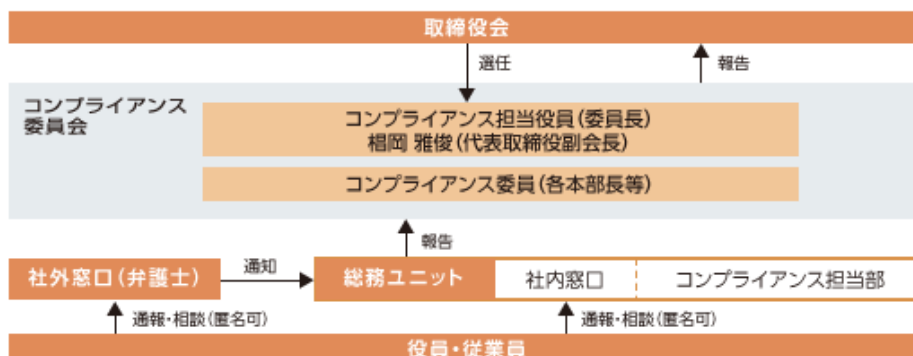 取締役会
選任
報告
コンプライアンス
委員会
コンプライアンス担当役員(委員長)
椙岡 雅俊(代表取締役副会長)
コンプライアンス委員(各本部長等)
報告
社外窓口(弁護士)
通知
総務ユニット
社内窓口
コンプライアンス担当部
通報・相談(匿名可)
通報・相談(匿名可)
役員・従業員